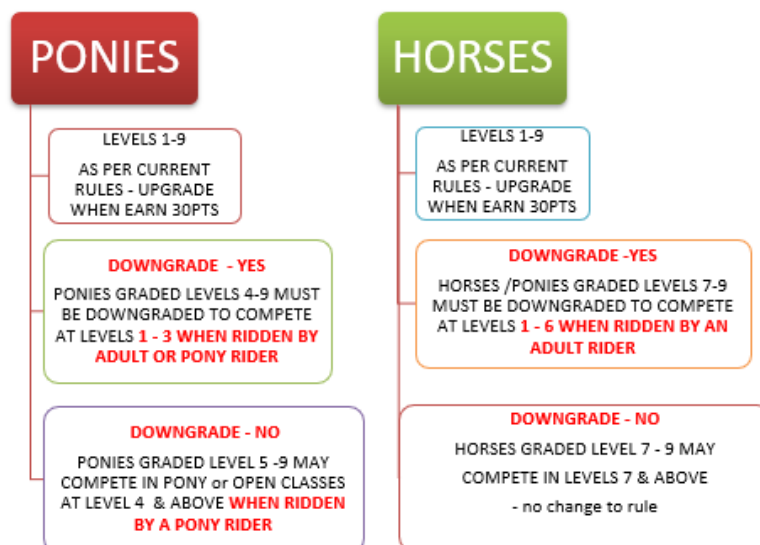 PONIES
LEVELS 1-9
AS PER CURRENT
RULES - UPGRADE
WHEN EARN 30PTS
DOWNGRADE - YES
PONIES GRADED LEVELS 4-9 MUST
BE DOWNGRADED TO COMPETE
AT LEVELS 1 - 3 WHEN RIDDEN BY
ADULT OR PONY RIDER
DOWNGRADE - NO
PONIES GRADED LEVEL 5 -9 MAY
COMPETE IN PONY or OPEN CLASSES
AT LEVEL 4 & ABOVE WHEN RIDDEN
BY A PONY RIDER
HORSES
LEVELS 1-9
AS PER CURRENT
RULES - UPGRADE
WHEN EARN 30PTS
DOWNGRADE -YES
HORSES /PONIES GRADED LEVELS 7-9
MUST BE DOWNGRADED TO COMPETE
AT LEVELS 1 - 6 WHEN RIDDEN BY AN
ADULT RIDER
DOWNGRADE - NO
HORSES GRADED LEVEL 7 - 9 MAY
COMPETE IN LEVELS 7 & ABOVE
- no change to rule